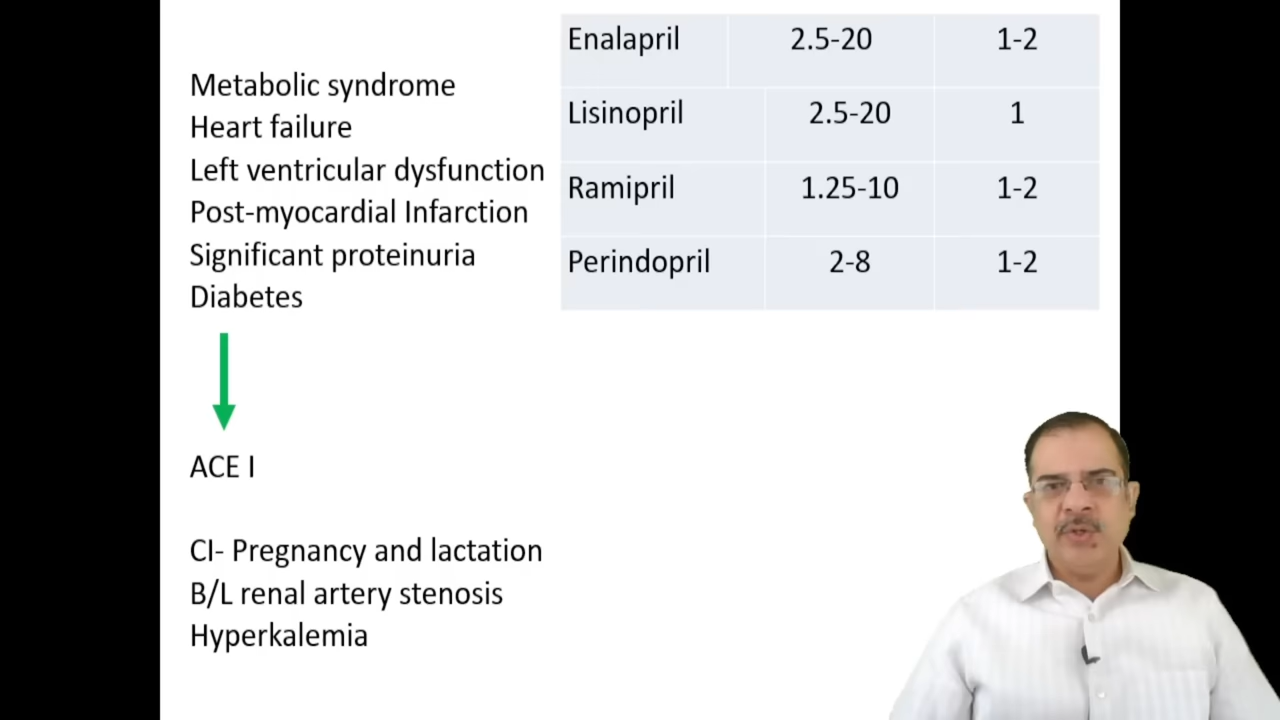 Metabolic syndrome
Heart failure
Left ventricular dysfunction
Post-myocardial Infarction
Significant proteinuria
Diabetes
ACE I
CI- Pregnancy and lactation
B/L renal artery stenosis
Hyperkalemia
Enalapril 2.5-20 1-2
Lisinopril 2.5-20 1
Ramipril 1.25-10 1-2
Perindopril 2-8 1-2